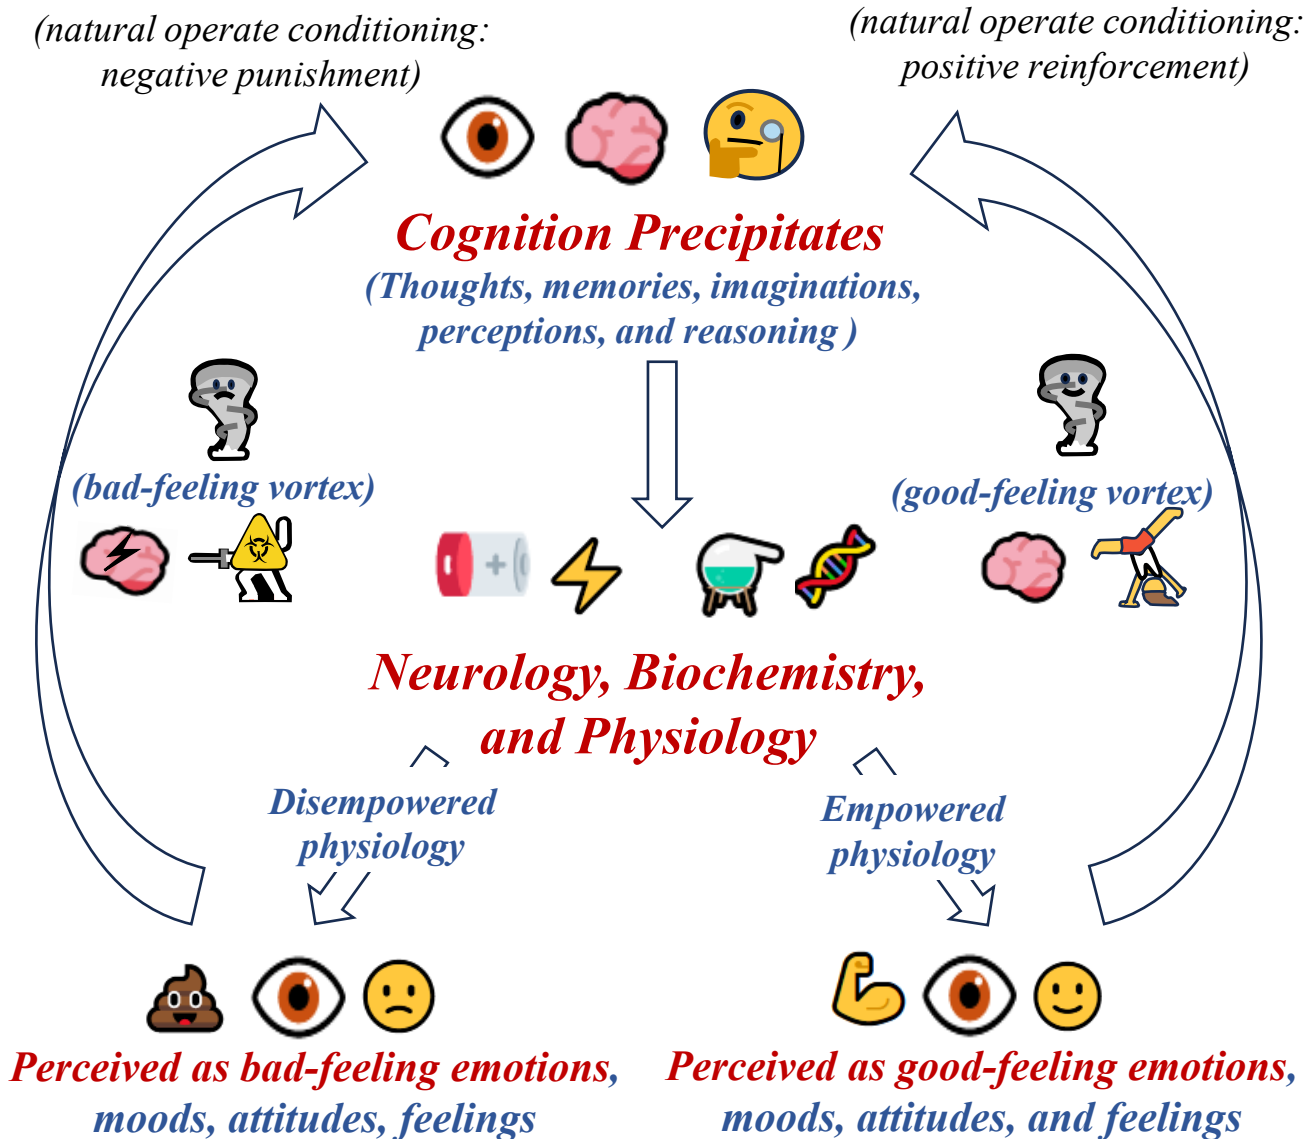 (natural operate conditioning:
negative punishment)
(natural operate conditioning:
positive reinforcement)
Cognition Precipitates
(Thoughts, memories, imaginations,
perceptions, and reasoning )
(bad-feeling vortex)
(good-feeling vortex)
Neurology, Biochemistry,
and Physiology
Disempowered
physiology
Empowered
physiology
Perceived as bad-feeling emotions,
moods, attitudes, feelings
Perceived as good-feeling emotions,
moods, attitudes, and feelings